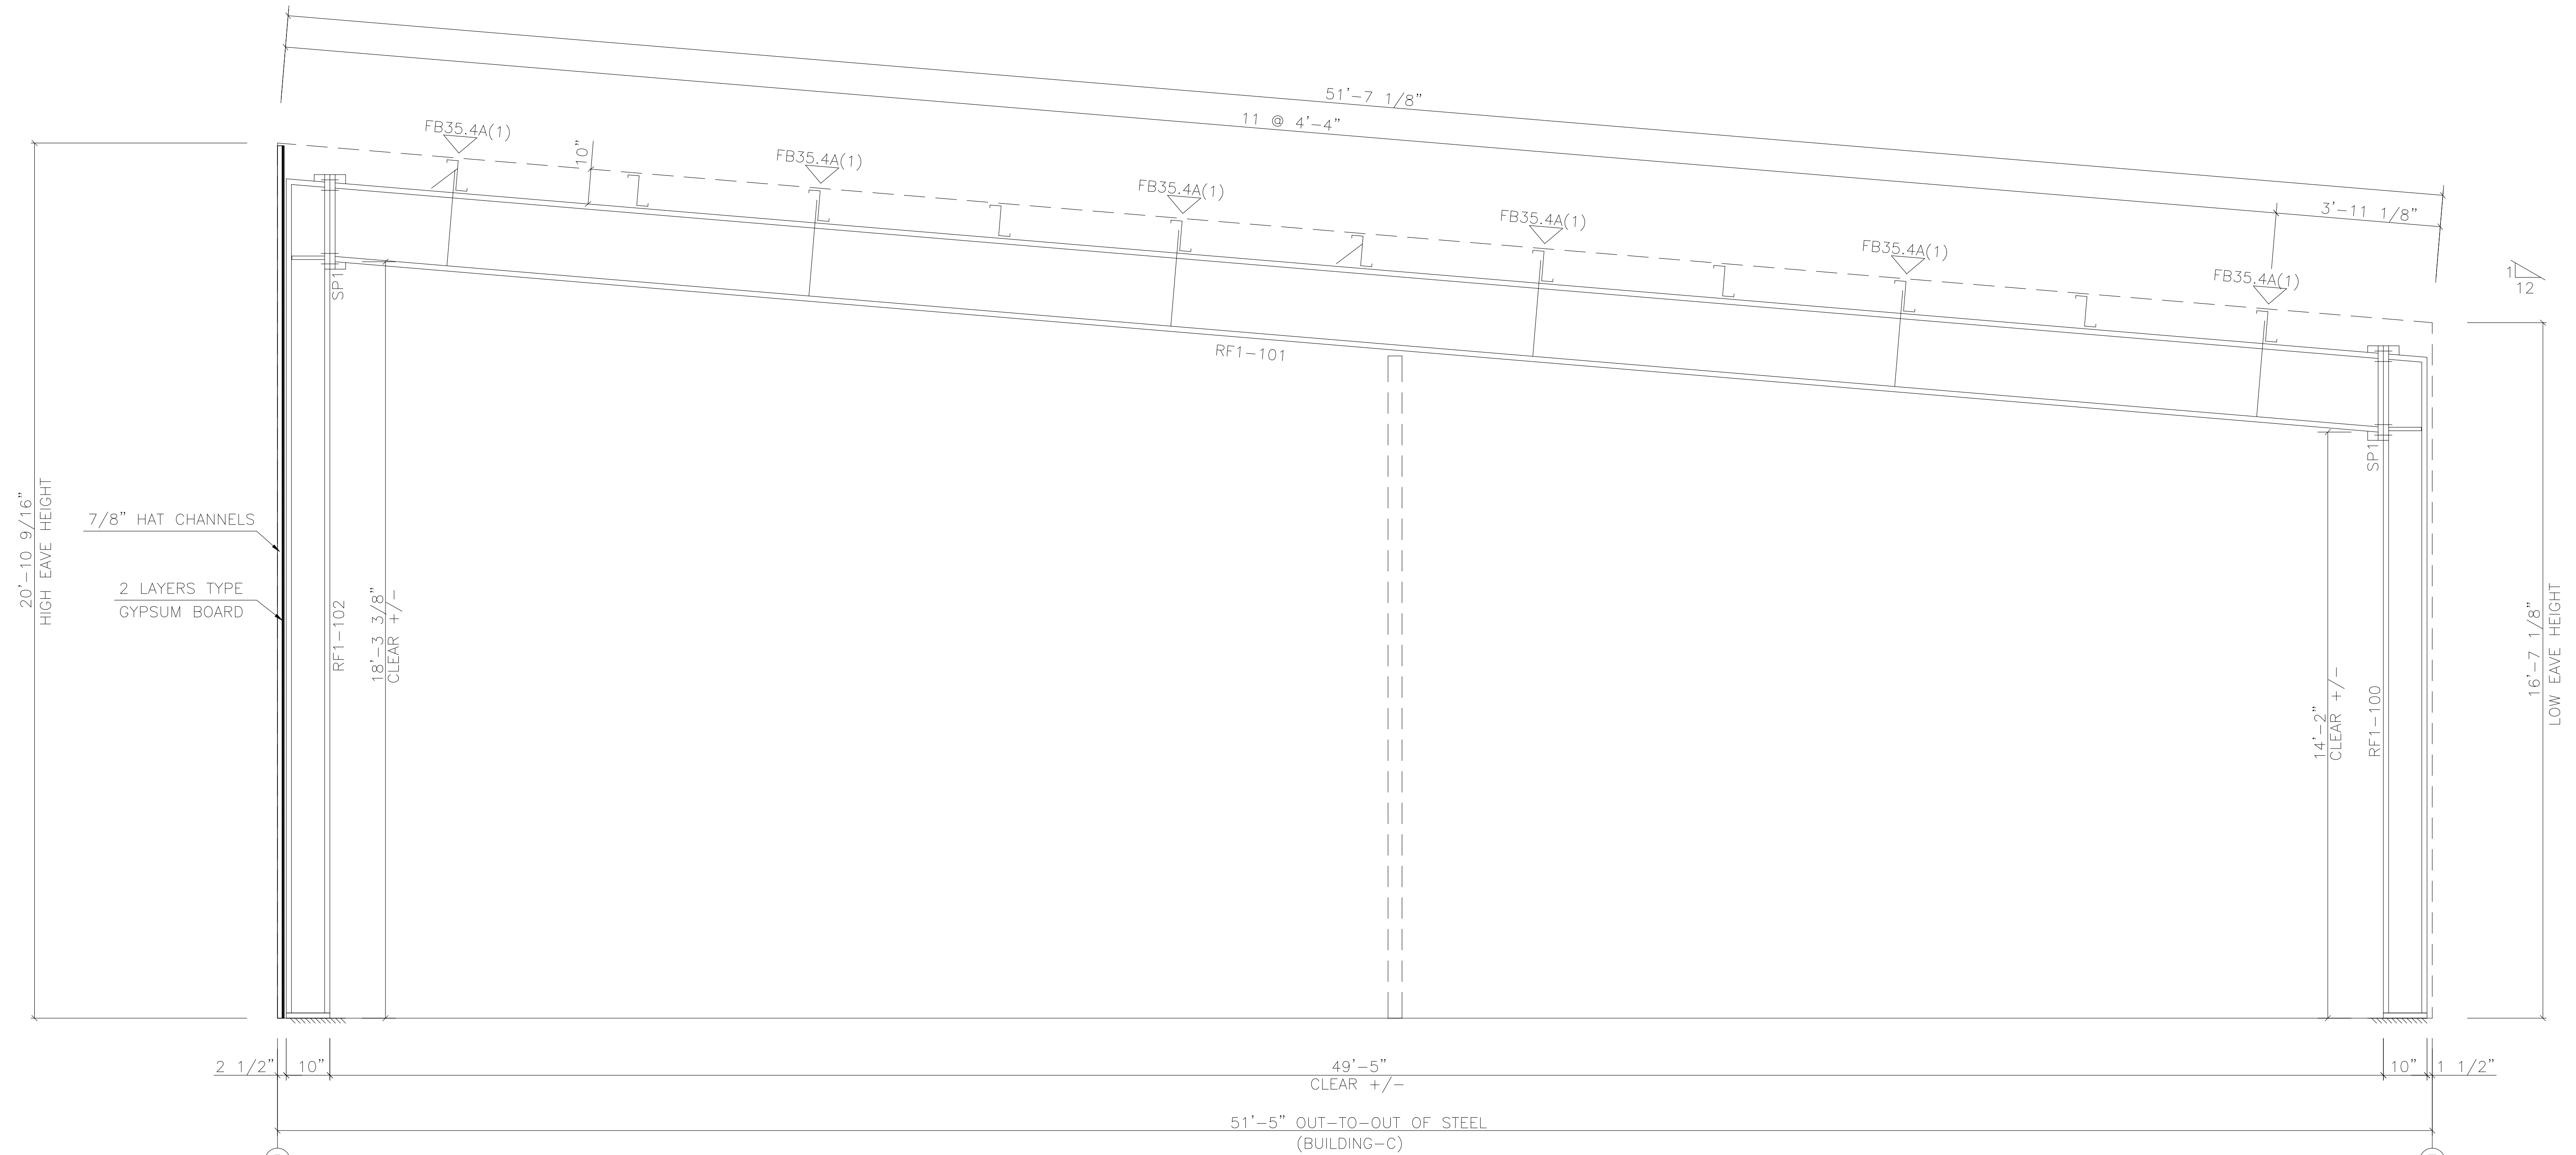 51'-7 1/8"
11 @ 4'-4"
3'-11 1/8"
FB35.4A(1)
FB35.4A(1)
FB35.4A(1)
FB35.4A(1)
FB35.4A(1)
FB35.4A(1)
10"
1
12
SP1
SP1
RF1-101
20'-10 9/16"
HIGH EAVE HEIGHT
7/8" HAT CHANNELS
2 LAYERS TYPE
GYPSUM BOARD
RF1-102
18'-3 3/8"
CLEAR +/-
14'-2"
CLEAR +/-
RF1-100
16'-7 1/8"
LOW EAVE HEIGHT
2 1/2"
10"
49'-5"
CLEAR +/-
10"
1 1/2"
51'-5" OUT-TO-OUT OF STEEL
(BUILDING-C)